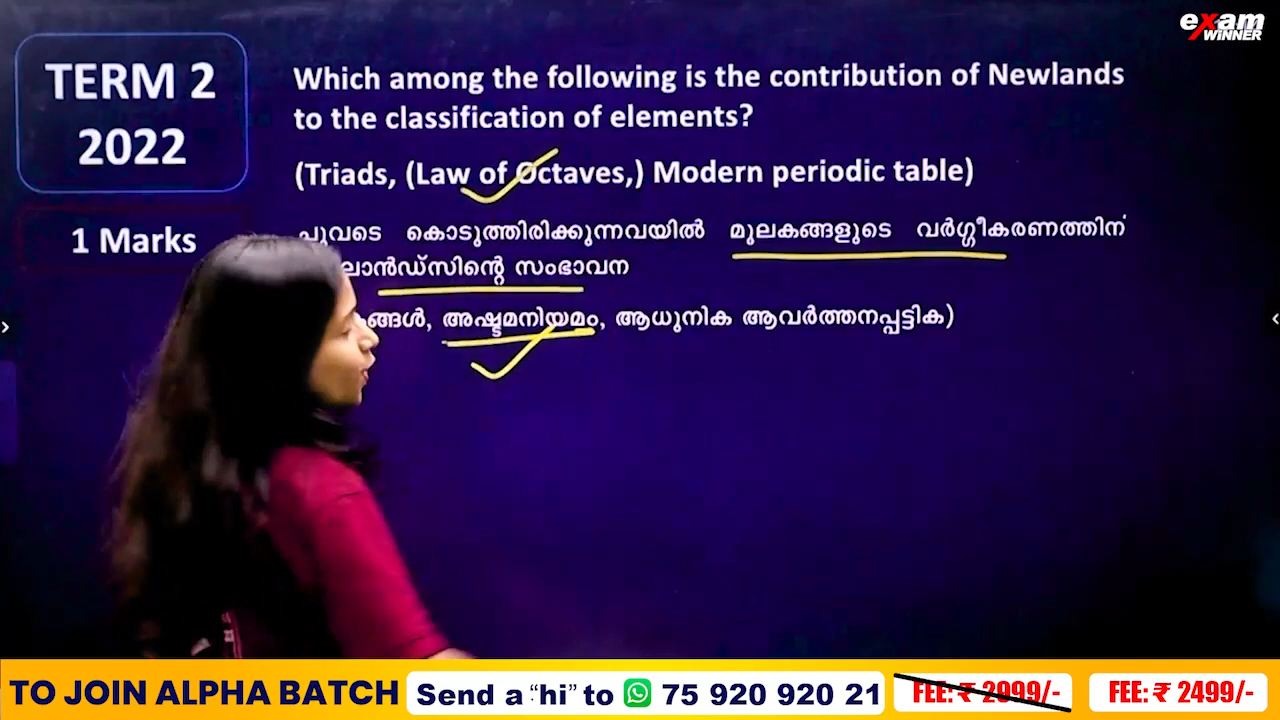 exam
WINNER
TERM 2
2022
1 Marks
Which among the following is the contribution of Newlands
to the classification of elements?
(Triads, (Law of Octaves,) Modern periodic table)
ചുവടെ കൊടുത്തിരിക്കുന്നവയിൽ മൂലകങ്ങളുടെ വർഗ്ഗീകരണത്തിന്
സംഭാവന
അഷ്ടമനിയമം, ആധുനിക ആവർത്തനപ്പട്ടിക)
TO JOIN ALPHA BATCH Send a “hi” to 75 920 920 21 FEE: ₹ 2999/- FEE: ₹ 2499/-